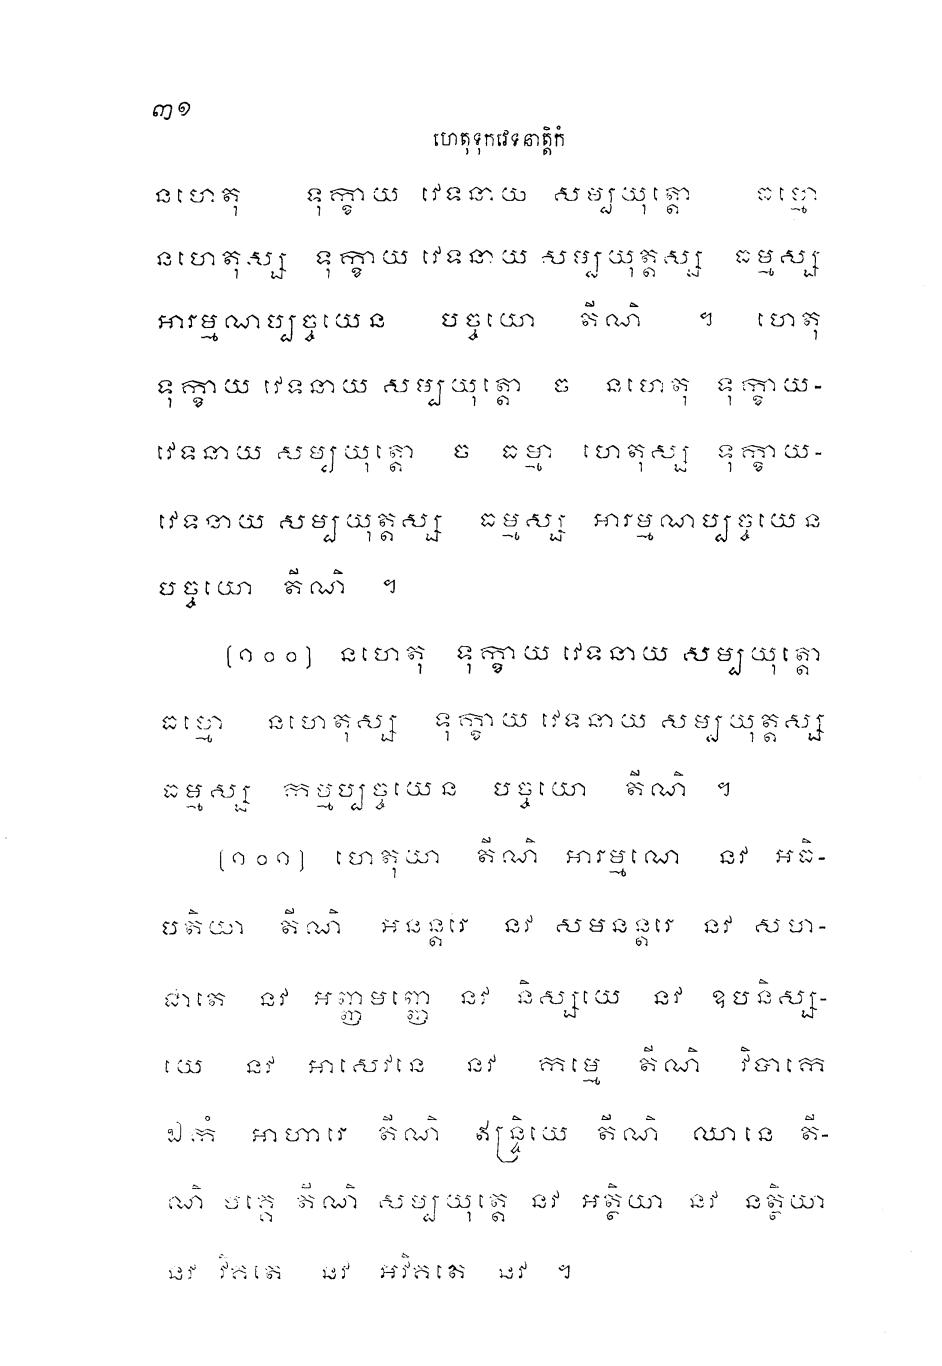 ៣១
ហេតុទុកវេទនាត្តិកំ
នហេតុ ទុក្ខាយ វេទនាយ សម្បយុត្តោ ធម្មោ
នហេតុស្ស ទុក្ខាយ វេទនាយ សម្បយុត្តស្ស ធម្មស្ស
អារម្មណប្បច្ចយេន បច្ចយោ តីណិ ។ ហេតុ
ទុក្ខាយ វេទនាយ សម្បយុត្តោ ច នហេតុ ទុក្ខាយ-
វេទនាយ សម្បយុត្តោ ច ធម្មា ហេតុស្ស ទុក្ខាយ-
វេទនាយ សម្បយុត្តស្ស ធម្មស្ស អារម្មណប្បច្ចយេន
បច្ចយោ តីណិ ។
(១០០) នហេតុ ទុក្ខាយ វេទនាយ សម្បយុត្តោ
ធម្មោ នហេតុស្ស ទុក្ខាយ វេទនាយ សម្បយុត្តស្ស
ធម្មស្ស កម្មប្បច្ចយេន បច្ចយោ តីណិ ។
(១០១) ហេតុយា តីណិ អារម្មណេ នវ អធិ-
បតិយា តីណិ អនន្តរេ នវ សមនន្តរេ នវ សហ-
ជាតេ នវ អញ្ញមញ្ញេ នវ និស្សយេ នវ ឧបនិស្ស-
យេ នវ អាសេវនេ នវ កម្មេ តីណិ វិបាកេ
ឯកំ អាហារេ តីណិ ឥន្ទ្រិយេ តីណិ ឈានេ តី-
ណិ មគ្គេ តីណិ សម្បយុត្តេ នវ អត្ថិយា នវ នត្ថិយា
នវ វិគតេ នវ អវិគតេ នវ ។